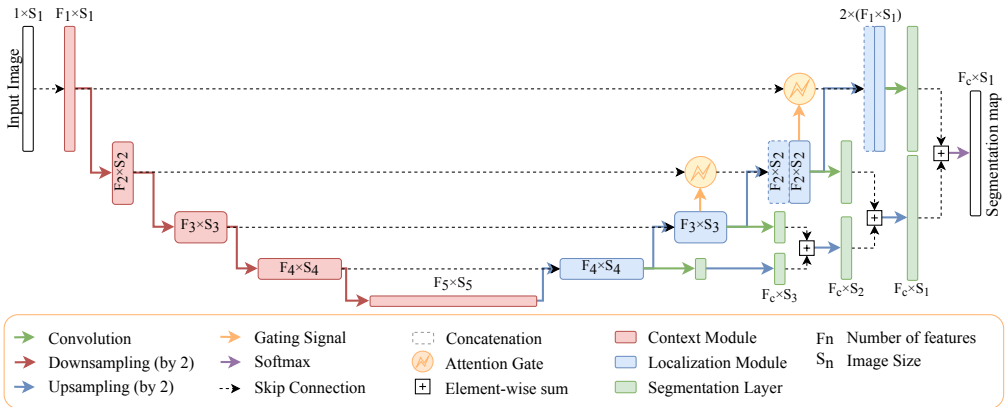 1×S1
F1×S1
2×(F1×S1)
Fc×S1
Input Image
F2×S2
F2×S2
F2×S2
Segmentation map
F3×S3
F3×S3
F4×S4
F5×S5
F4×S4
Fc×S3
Fc×S2
Fc×S1
Convolution
Gating Signal
Concatenation
Context Module
Fn Number of features
Downsampling (by 2)
Softmax
Attention Gate
Localization Module
Sn Image Size
Upsampling (by 2)
Skip Connection
Element-wise sum
Segmentation Layer